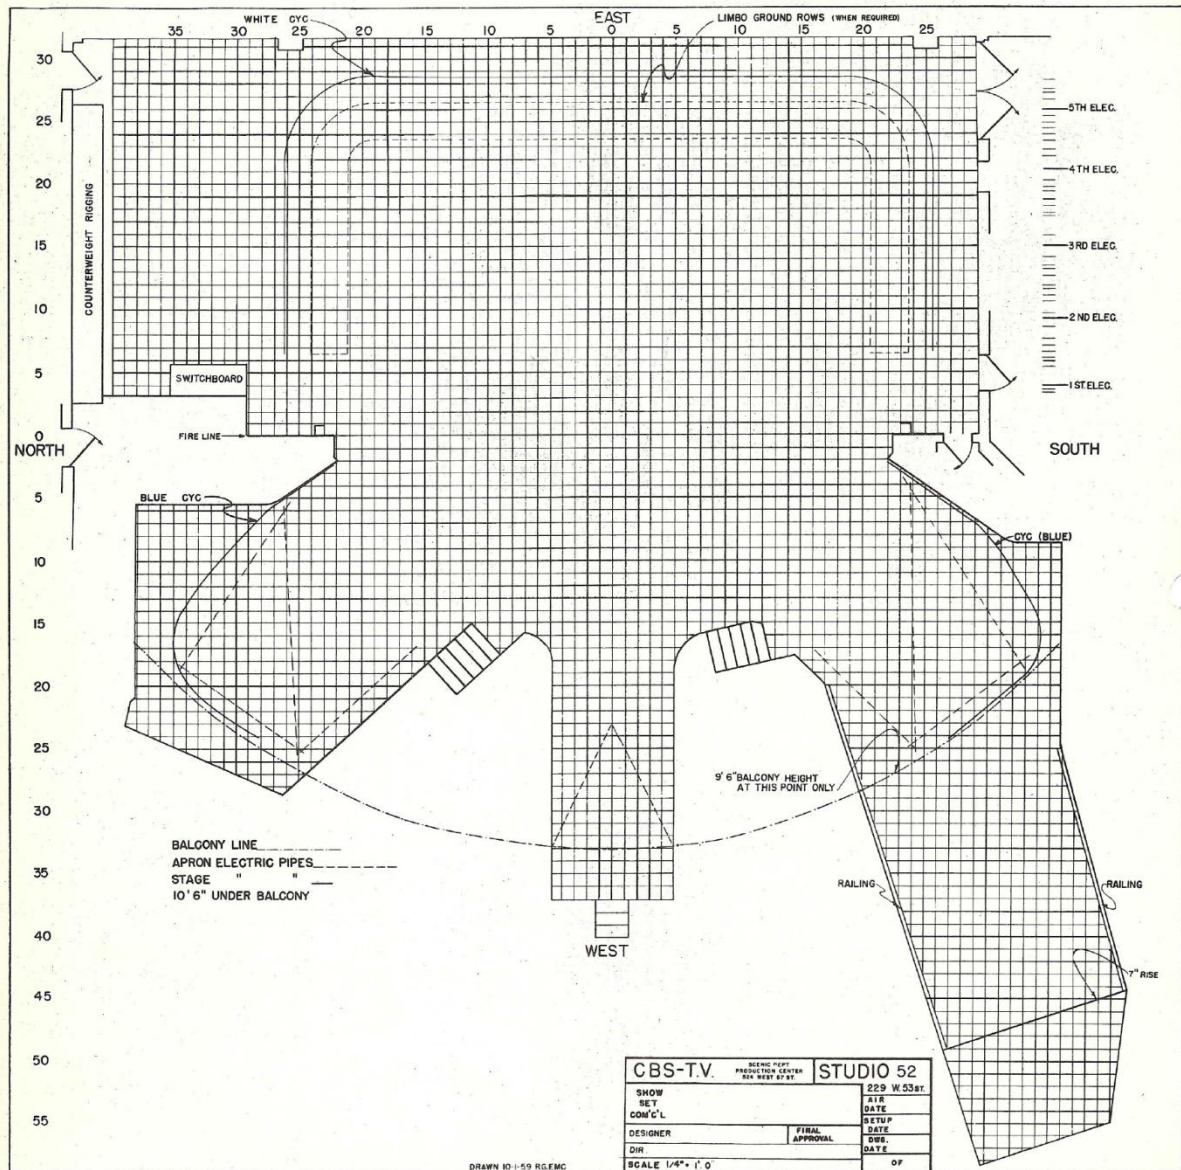 WHITE CYC
EAST
LIMBO GROUND ROWS (WHEN REQUIRED)
35 30 25 20 15 10 5 0 5 10 15 20 25
30
25
20
15
10
5
0
5
10
15
20
25
30
35
40
45
50
55
COUNTERWEIGHT RIGGING
5TH ELEC.
4TH ELEC.
3RD ELEC.
2ND ELEC.
1ST ELEC.
SWITCHBOARD
FIRE LINE
NORTH
SOUTH
BLUE CYC
CYC (BLUE)
9' 6" BALCONY HEIGHT
AT THIS POINT ONLY
BALCONY LINE
APRON ELECTRIC PIPES
STAGE " "
10' 6" UNDER BALCONY
RAILING
RAILING
WEST
7" RISE
CBS-T.V.
SCENIC DEPT
PRODUCTION CENTER
524 WEST 57 ST.
STUDIO 52
229 W. 53 ST.
SHOW
SET
COM'C'L
AIR
DATE
SETUP
DATE
DESIGNER
FINAL
APPROVAL
DWG.
DATE
DIR.
SCALE 1/4" = 1'.0"
OF
DRAWN 10-1-59 RG.EMC